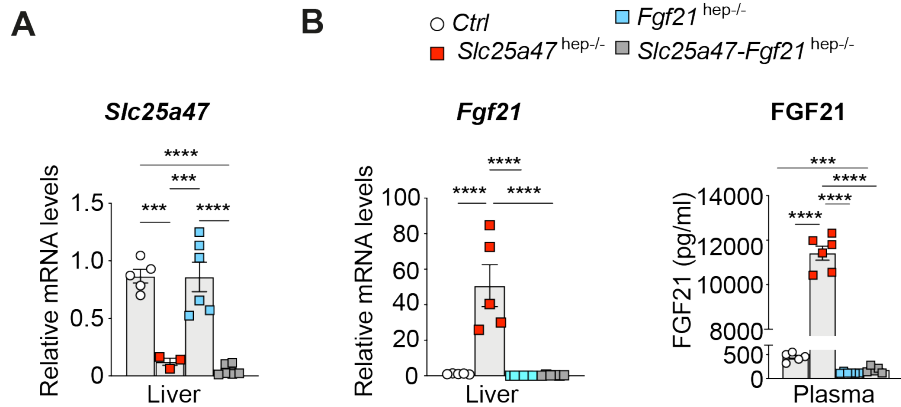 A
B
Ctrl
Slc25a47 hep-/-
Fgf21 hep-/-
Slc25a47-Fgf21 hep-/-
Slc25a47
Relative mRNA levels
1.5
1.0
0.5
0
****
***
***
****
Liver
Fgf21
Relative mRNA levels
100
80
60
40
20
0
****
****
****
Liver
FGF21
FGF21 (pg/ml)
14000
12000
10000
8000
500
0
***
****
****
****
Plasma